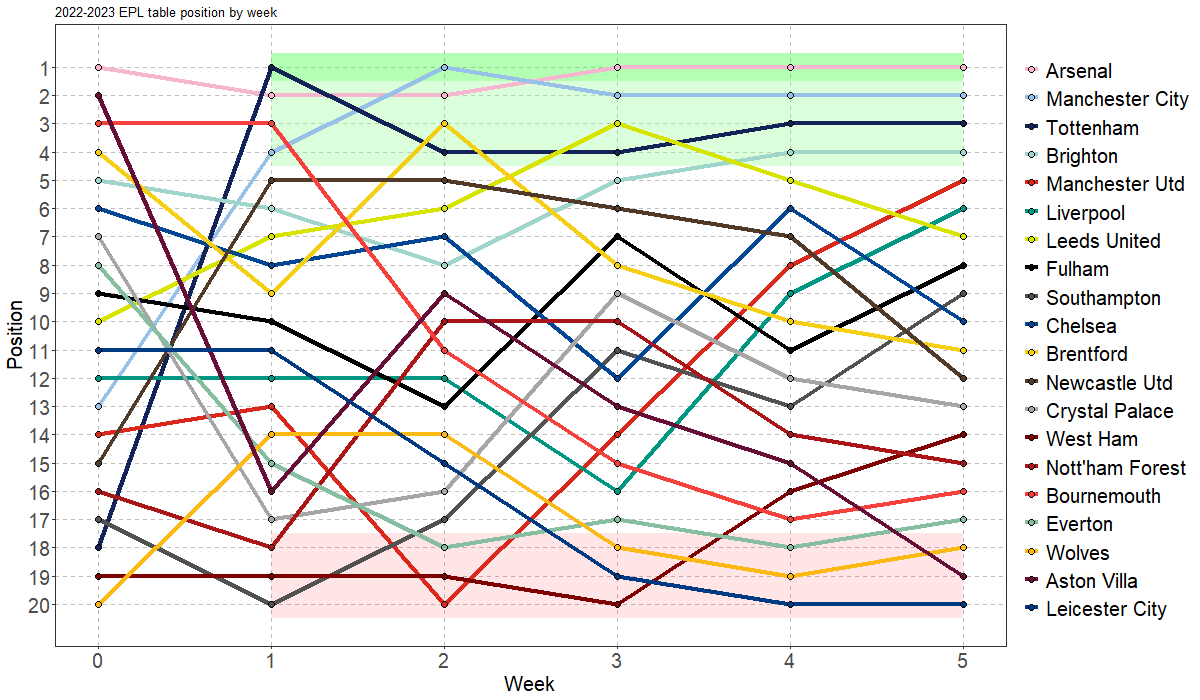 2022-2023 EPL table position by week
Position
1
2
3
4
5
6
7
8
9
10
11
12
13
14
15
16
17
18
19
20
0 1 2 3 4 5
Week
Arsenal
Manchester City
Tottenham
Brighton
Manchester Utd
Liverpool
Leeds United
Fulham
Southampton
Chelsea
Brentford
Newcastle Utd
Crystal Palace
West Ham
Nott'ham Forest
Bournemouth
Everton
Wolves
Aston Villa
Leicester City